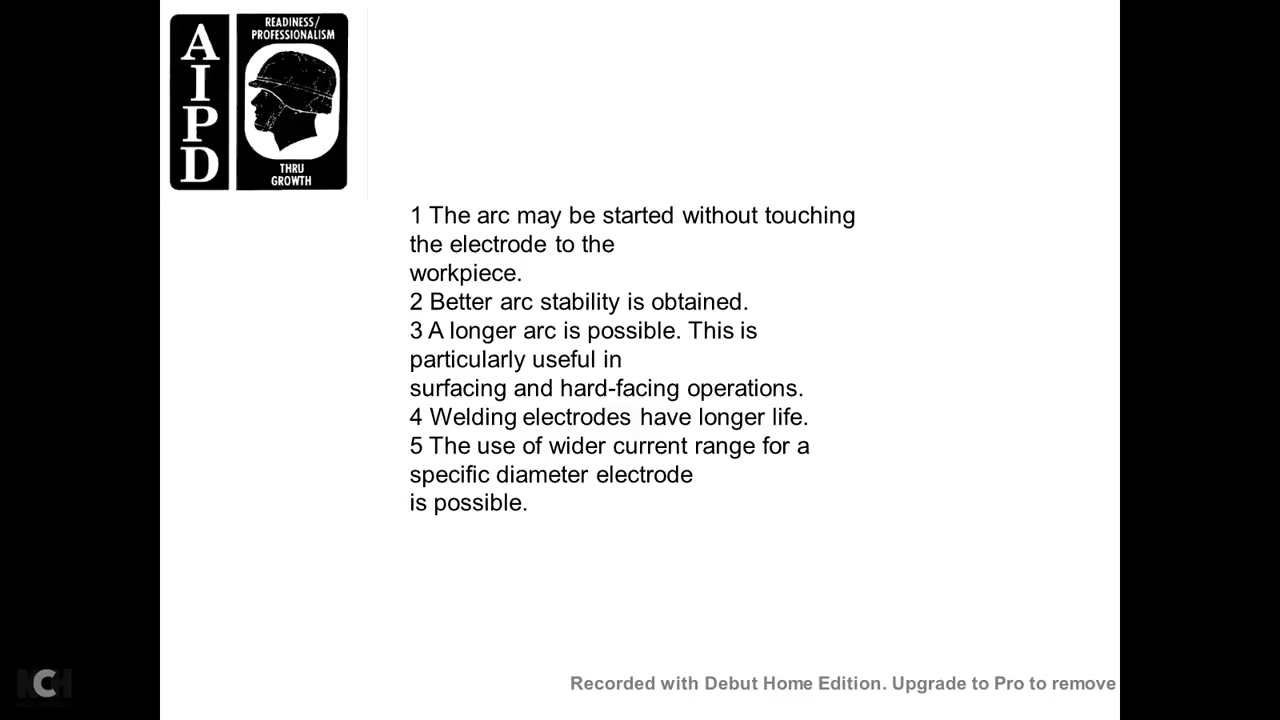 AIPD
READINESS/
PROFESSIONALISM
THRU
GROWTH
1 The arc may be started without touching
the electrode to the
workpiece.
2 Better arc stability is obtained.
3 A longer arc is possible. This is
particularly useful in
surfacing and hard-facing operations.
4 Welding electrodes have longer life.
5 The use of wider current range for a
specific diameter electrode
is possible.
Recorded with Debut Home Edition. Upgrade to Pro to remove